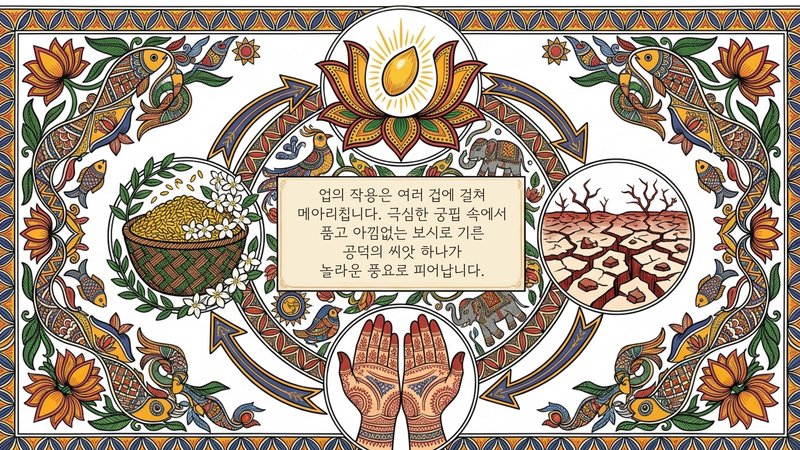 업의 작용은 여러 겁에 걸쳐
메아리칩니다. 극심한 궁핍 속에서
품고 아낌없는 보시로 기른
공덕의 씨앗 하나가
놀라운 풍요로 피어납니다.